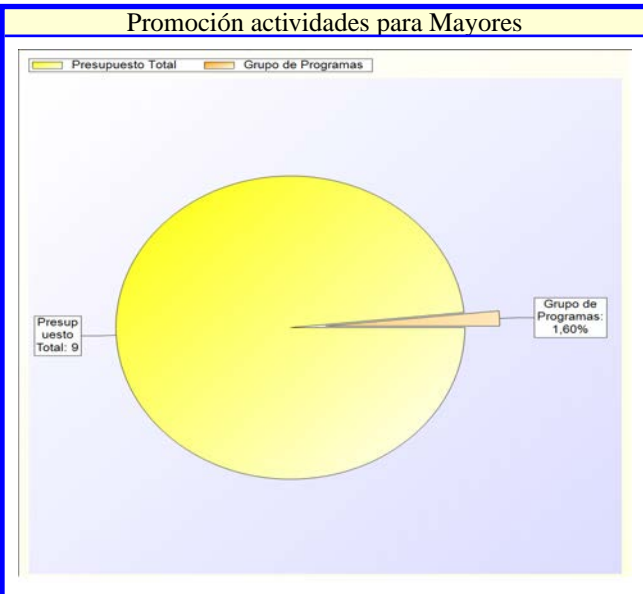 Promoción actividades para Mayores
Presupuesto Total
Grupo de Programas
Presup
uesto
Total: 9
Grupo de
Programas:
1,60%